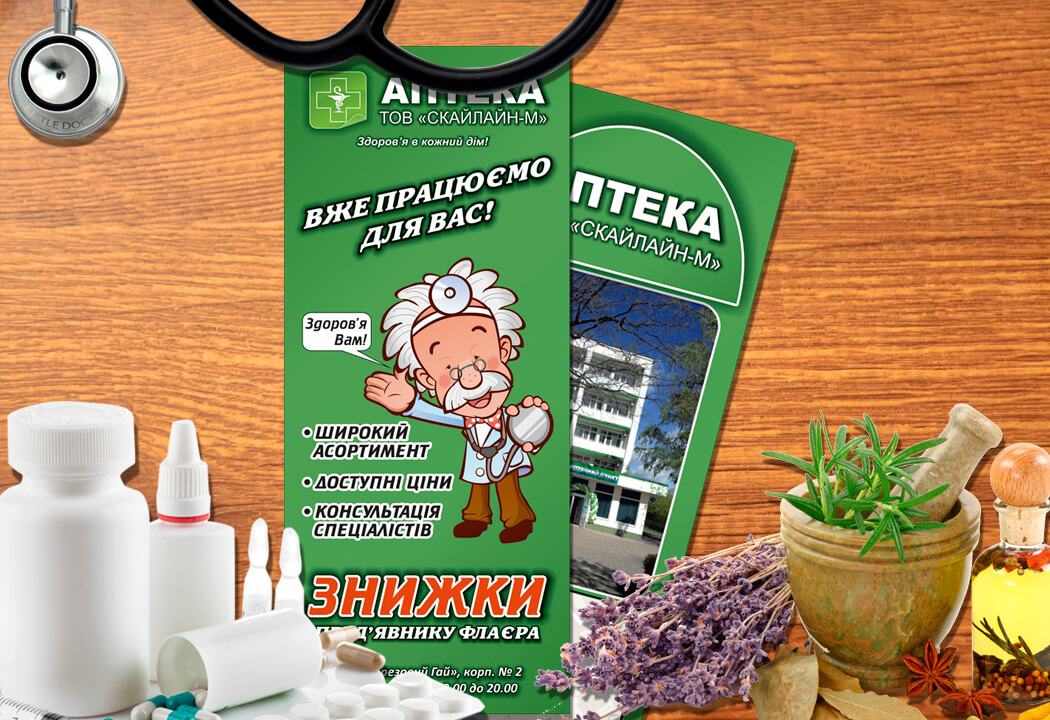 АПТЕКА
ТОВ «СКАЙЛАЙН-М»
Здоров'я в кожний дім!
ВЖЕ ПРАЦЮЄМО
ДЛЯ ВАС!
Здоров'я
Вам!
• ШИРОКИЙ
АСОРТИМЕНТ
• ДОСТУПНІ ЦІНИ
• КОНСУЛЬТАЦІЯ
СПЕЦІАЛІСТІВ
ЗНИЖКИ
ФЛАЄРА
Гай», корп. № 2
до 20.00
ПТЕКА
«СКАЙЛАЙН-М»